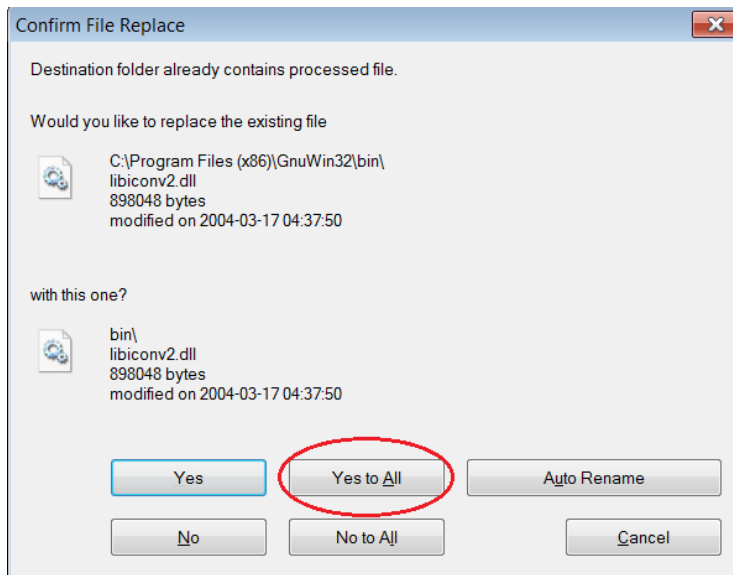 Confirm File Replace
Destination folder already contains processed file.
Would you like to replace the existing file
C:\Program Files (x86)\GnuWin32\bin\
libiconv2.dll
898048 bytes
modified on 2004-03-17 04:37:50
with this one?
bin\
libiconv2.dll
898048 bytes
modified on 2004-03-17 04:37:50
Yes Yes to All Auto Rename
No No to All Cancel